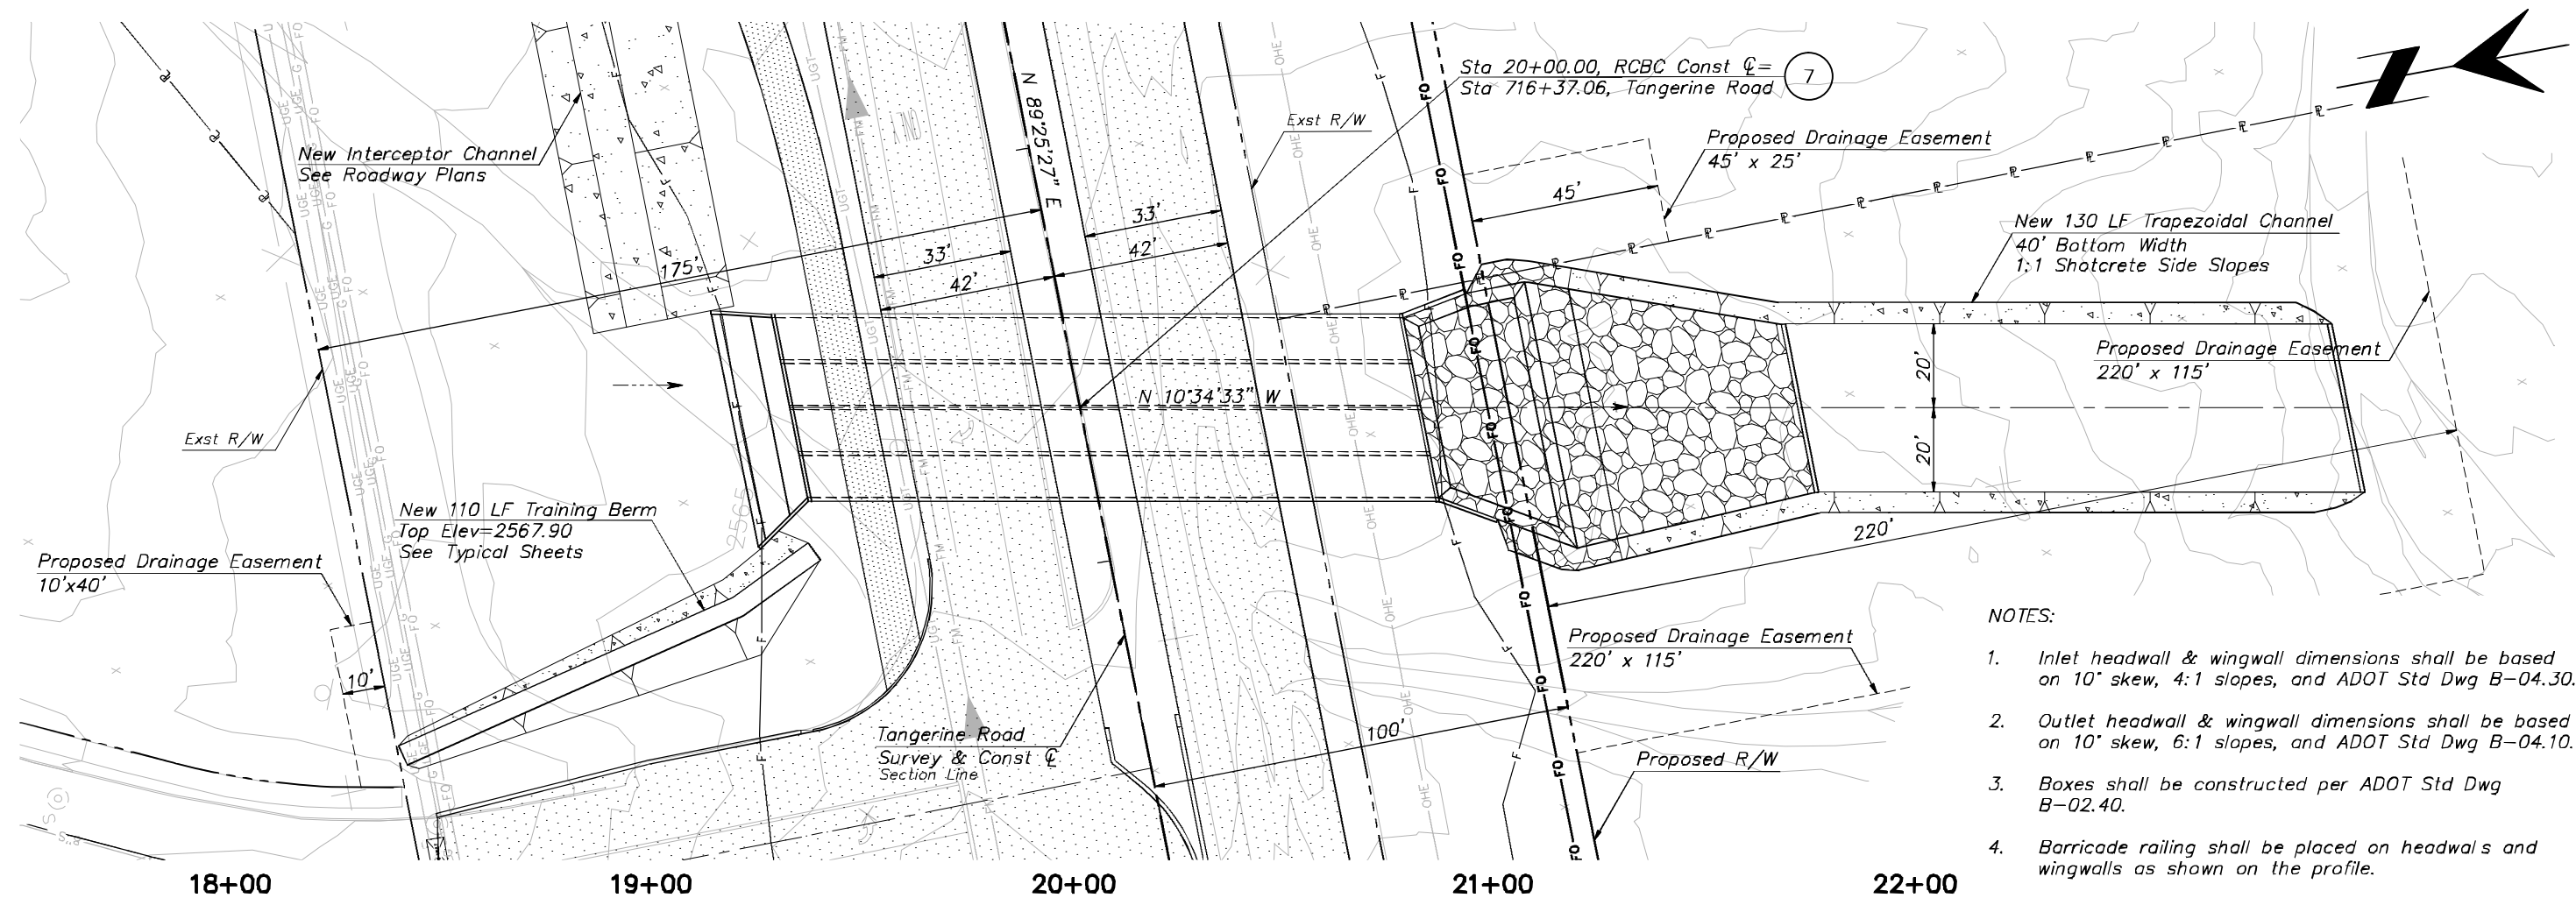 New Interceptor Channel
See Roadway Plans
N 89°25'27" E
Sta 20+00.00, RCBC Const ℄=
Sta 716+37.06, Tangerine Road
7
Exst R/W
Proposed Drainage Easement
45' x 25'
45'
New 130 LF Trapezoidal Channel
40' Bottom Width
1:1 Shotcrete Side Slopes
Proposed Drainage Easement
220' x 115'
175'
33'
42'
33'
42'
N 10°34'33" W
20'
20'
220'
Exst R/W
New 110 LF Training Berm
Top Elev=2567.90
See Typical Sheets
2565
Proposed Drainage Easement
10'x40'
10'
Tangerine Road
Survey & Const ℄
Section Line
100'
Proposed Drainage Easement
220' x 115'
Proposed R/W
NOTES:
1. Inlet headwall & wingwall dimensions shall be based
on 10° skew, 4:1 slopes, and ADOT Std Dwg B-04.30.
2. Outlet headwall & wingwall dimensions shall be based
on 10° skew, 6:1 slopes, and ADOT Std Dwg B-04.10.
3. Boxes shall be constructed per ADOT Std Dwg
B-02.40.
4. Barricade railing shall be placed on headwal s and
wingwalls as shown on the profile.
18+00 19+00 20+00 21+00 22+00